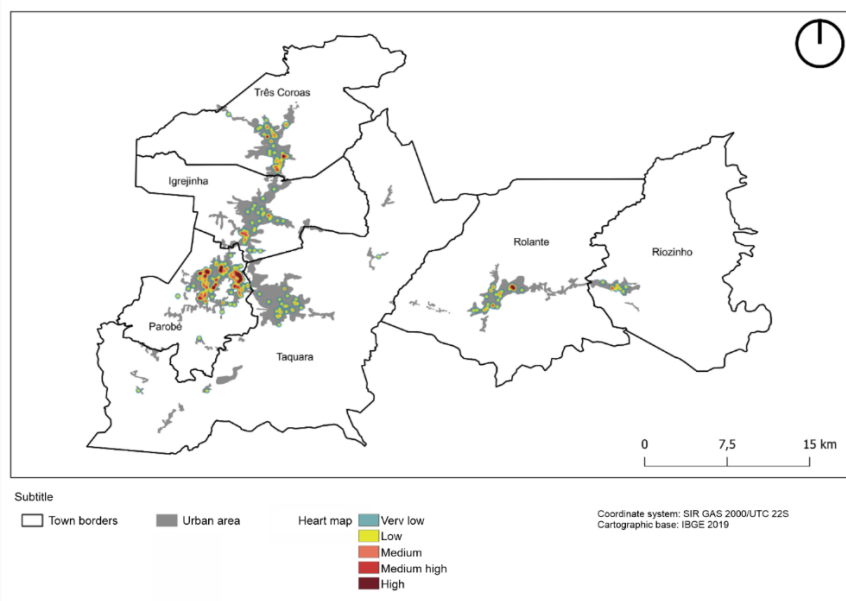 Três Coroas
Igrejinha
Rolante
Riozinho
Parobé
Taquara
0 7,5 15 km
Subtitle
Town borders
Urban area
Heart map
Very low
Low
Medium
Medium high
High
Coordinate system: SIR GAS 2000/UTC 22S
Cartographic base: IBGE 2019